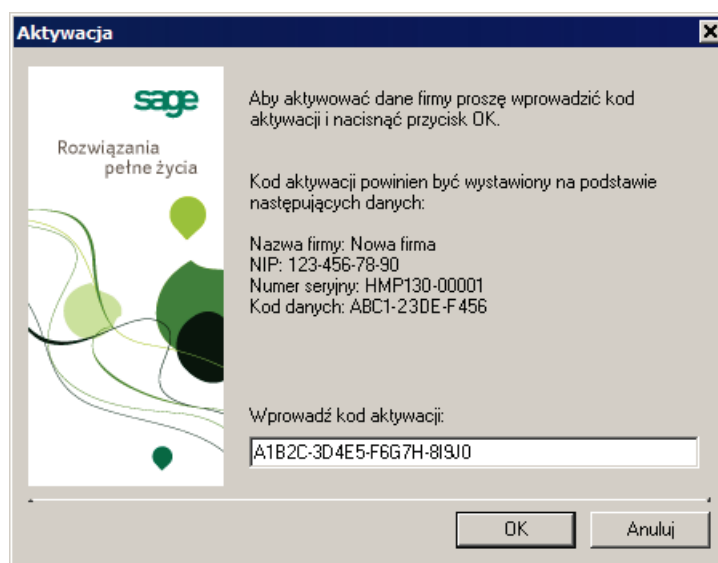 Aktywacja
sage
Rozwiązania
pełne życia
Aby aktywować dane firmy proszę wprowadzić kod
aktywacji i nacisnąć przycisk OK.
Kod aktywacji powinien być wystawiony na podstawie
następujących danych:
Nazwa firmy: Nowa firma
NIP: 123-456-78-90
Numer seryjny: HMP130-00001
Kod danych: ABC1-23DE-F456
Wprowadź kod aktywacji:
A1B2C-3D4E5-F6G7H-8I9J0
OK
Anuluj